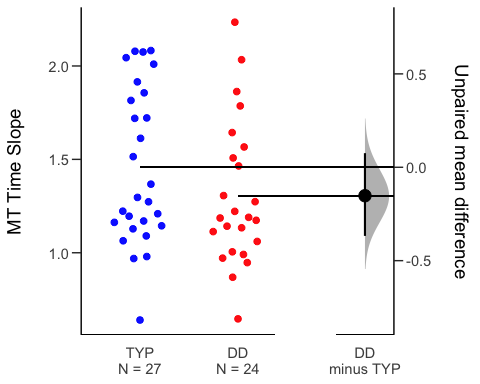 MT Time Slope
2.0
1.5
1.0
0.5
0.0
-0.5
Unpaired mean difference
TYP
N = 27
DD
N = 24
DD
minus TYP